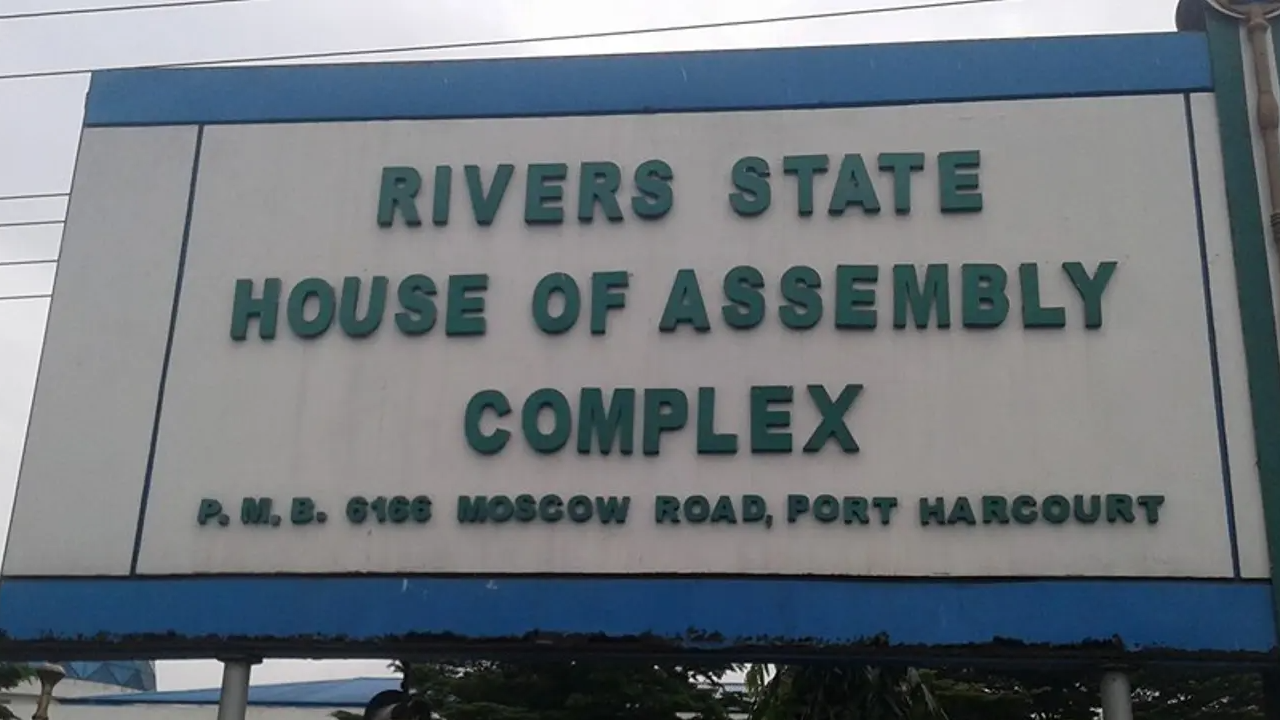 RIVERS STATE
HOUSE OF ASSEMBLY
COMPLEX
P. M. B. 6166 MOSCOW ROAD, PORT HARCOURT